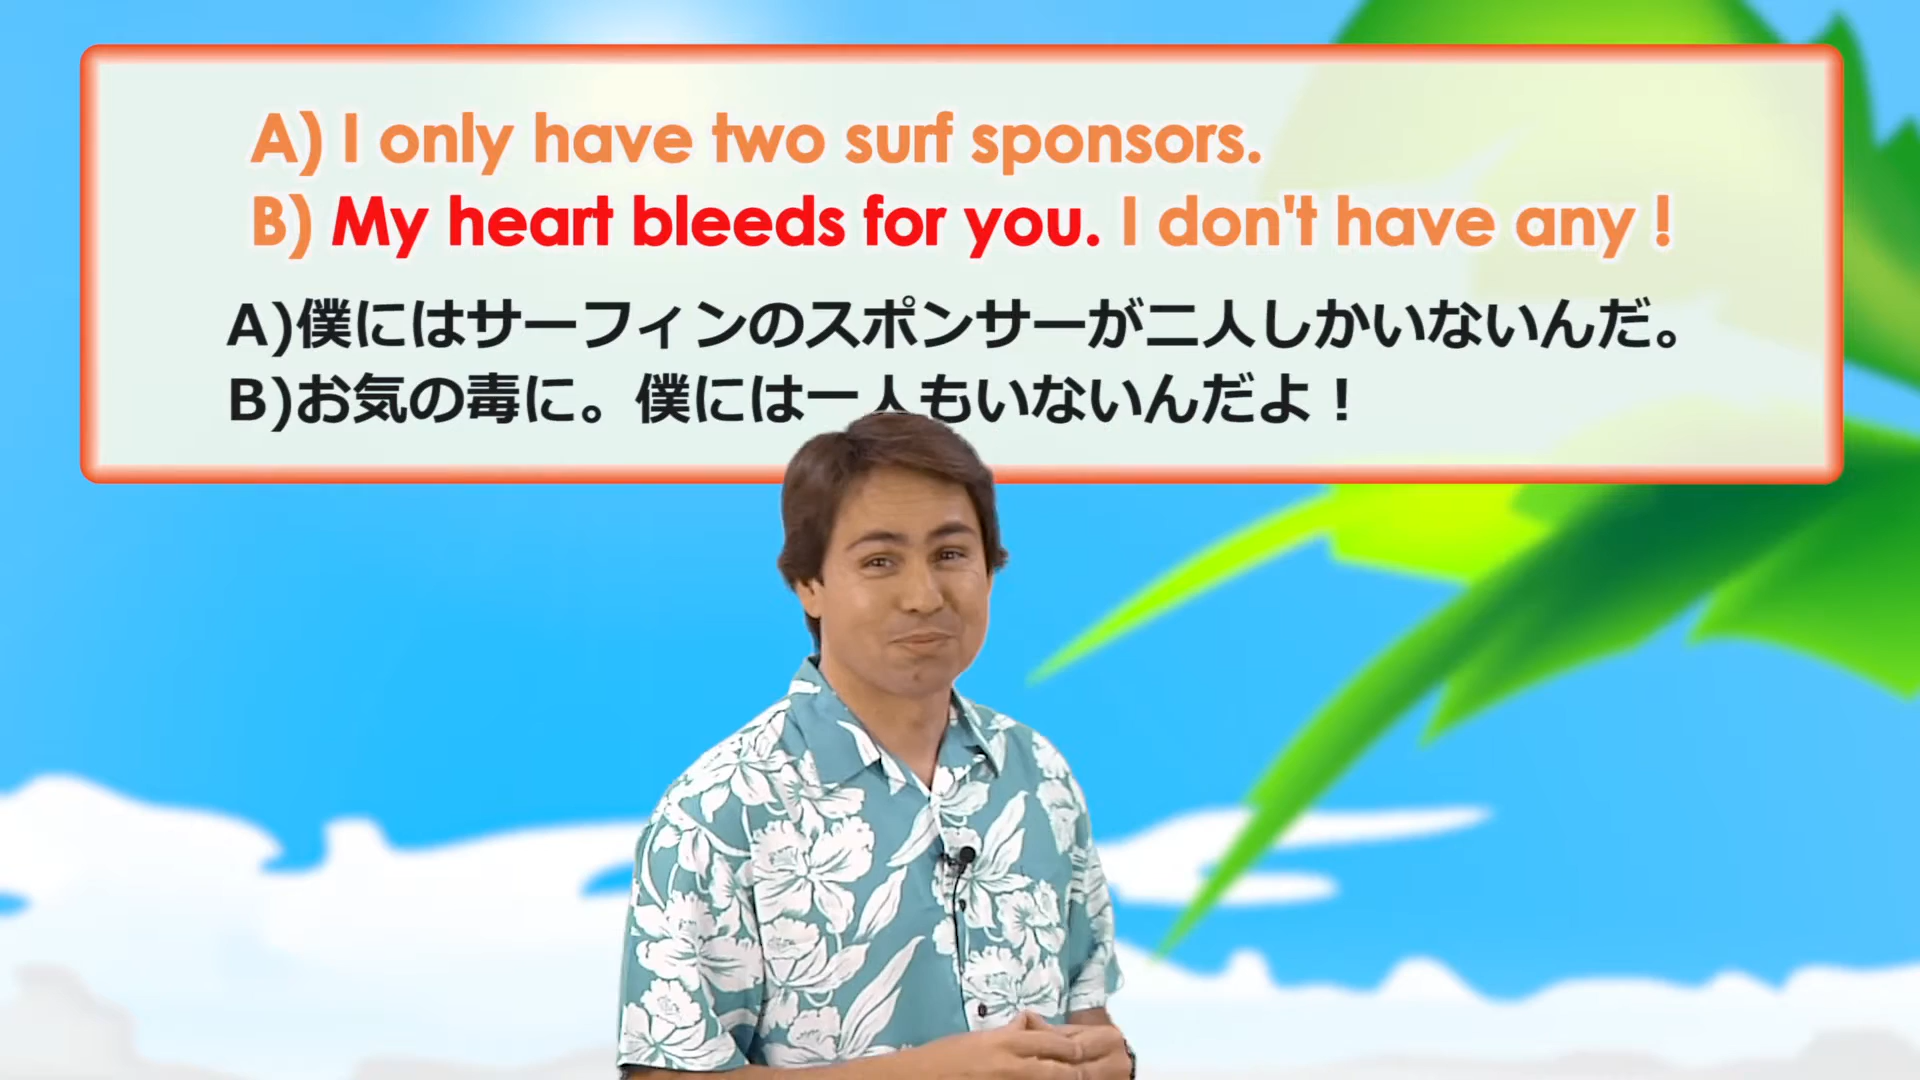 A) I only have two surf sponsors.
B) My heart bleeds for you. I don't have any !
A)僕にはサーフィンのスポンサーが二人しかいないんだ。
B)お気の毒に。僕には一人もいないんだよ！